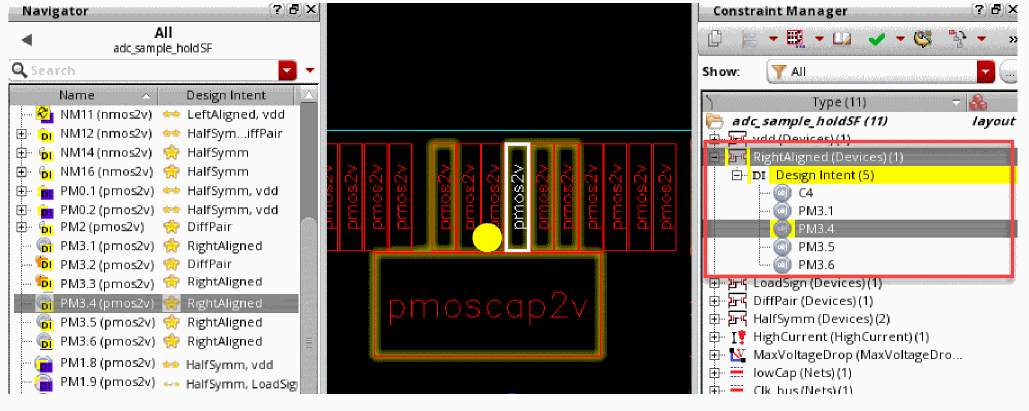 Navigator
All
adc_sample_holdSF
Search
Name Design Intent
NM11 (nmos2v) LeftAligned, vdd
NM12 (nmos2v) HalfSym...iffPair
NM14 (nmos2v) HalfSymm
NM16 (nmos2v) HalfSymm
PM0.1 (pmos2v) HalfSymm, vdd
PM0.2 (pmos2v) HalfSymm, vdd
PM2 (pmos2v) DiffPair
PM3.1 (pmos2v) RightAligned
PM3.2 (pmos2v) DiffPair
PM3.3 (pmos2v) RightAligned
PM3.4 (pmos2v) RightAligned
PM3.5 (pmos2v) RightAligned
PM3.6 (pmos2v) RightAligned
PM1.8 (pmos2v) HalfSymm, vdd
PM1.9 (pmos2v) HalfSymm, LoadSig
pmos2v pmos2v pmos2v pmos2v pmos2v pmos2v pmos2v pmos2v pmos2v pmos2v pmos2v pmos2v pmos2v
pmoscap2v
Constraint Manager
Show: All
Type (11)
adc_sample_holdSF (11) layout
vdd (Devices) (1)
RightAligned (Devices) (1)
DI Design Intent (5)
C4
PM3.1
PM3.4
PM3.5
PM3.6
LoadSign (Devices) (1)
DiffPair (Devices) (1)
HalfSymm (Devices) (2)
HighCurrent (HighCurrent) (1)
MaxVoltageDrop (MaxVoltageDro...
lowCap (Nets) (1)
Clk_bus (Nets) (1)